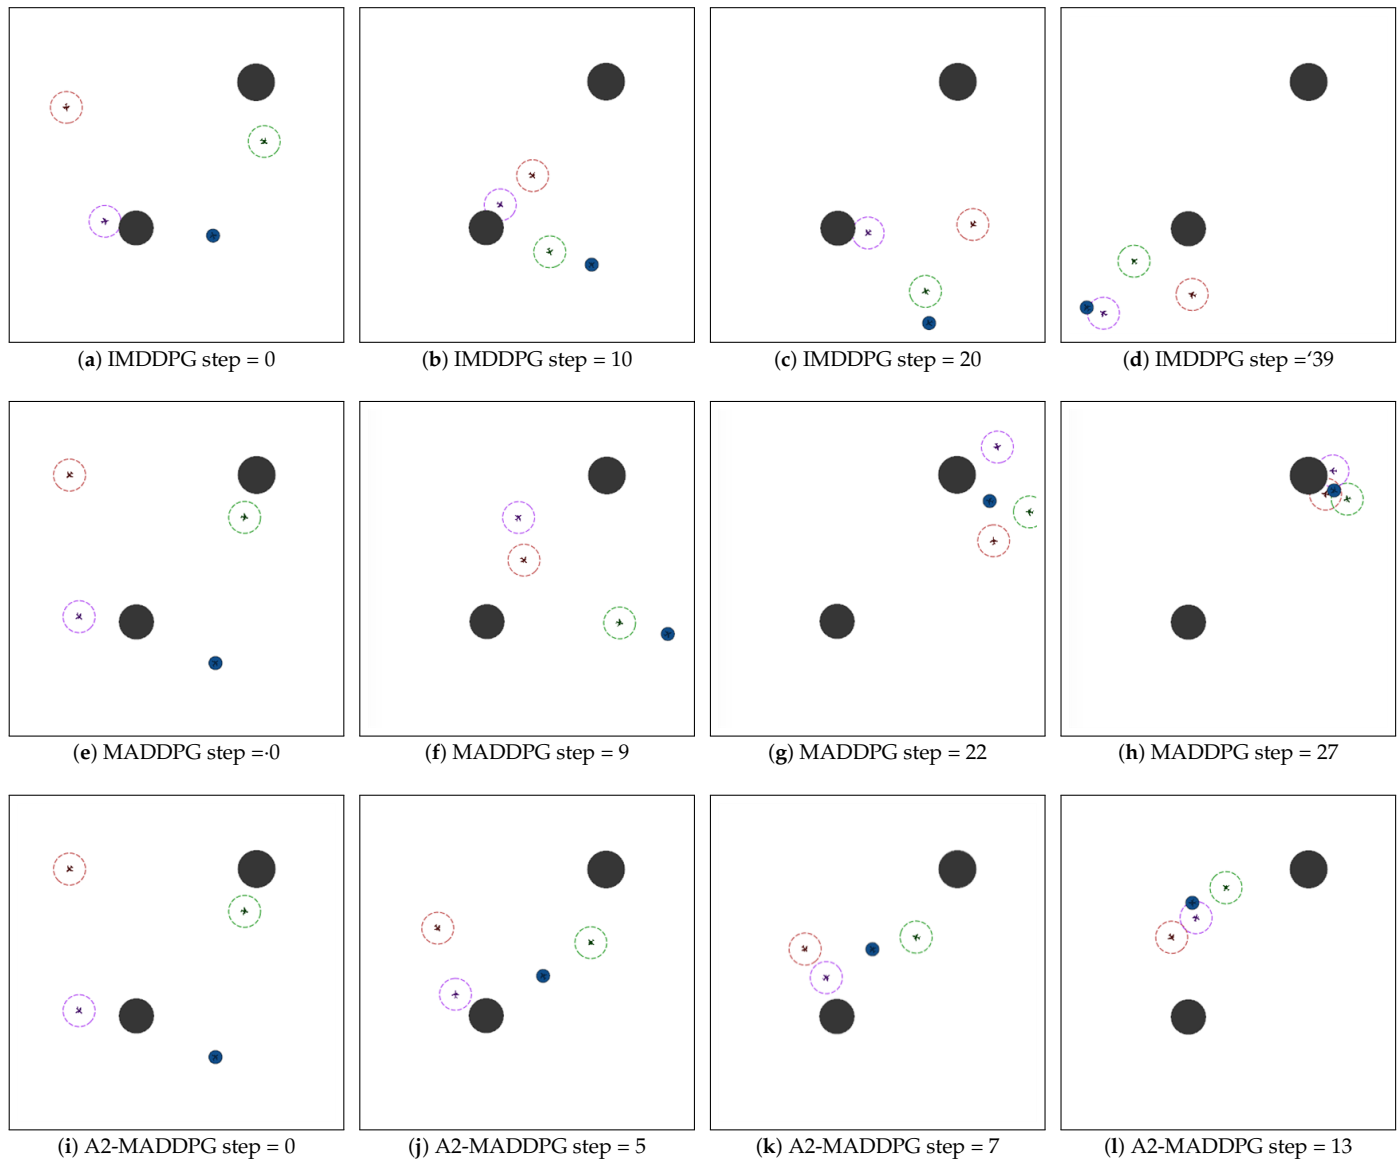 (a) IMDDPG step = 0
(b) IMDDPG step = 10
(c) IMDDPG step = 20
(d) IMDDPG step =‘39
(e) MADDPG step =·0
(f) MADDPG step = 9
(g) MADDPG step = 22
(h) MADDPG step = 27
(i) A2-MADDPG step = 0
(j) A2-MADDPG step = 5
(k) A2-MADDPG step = 7
(l) A2-MADDPG step = 13